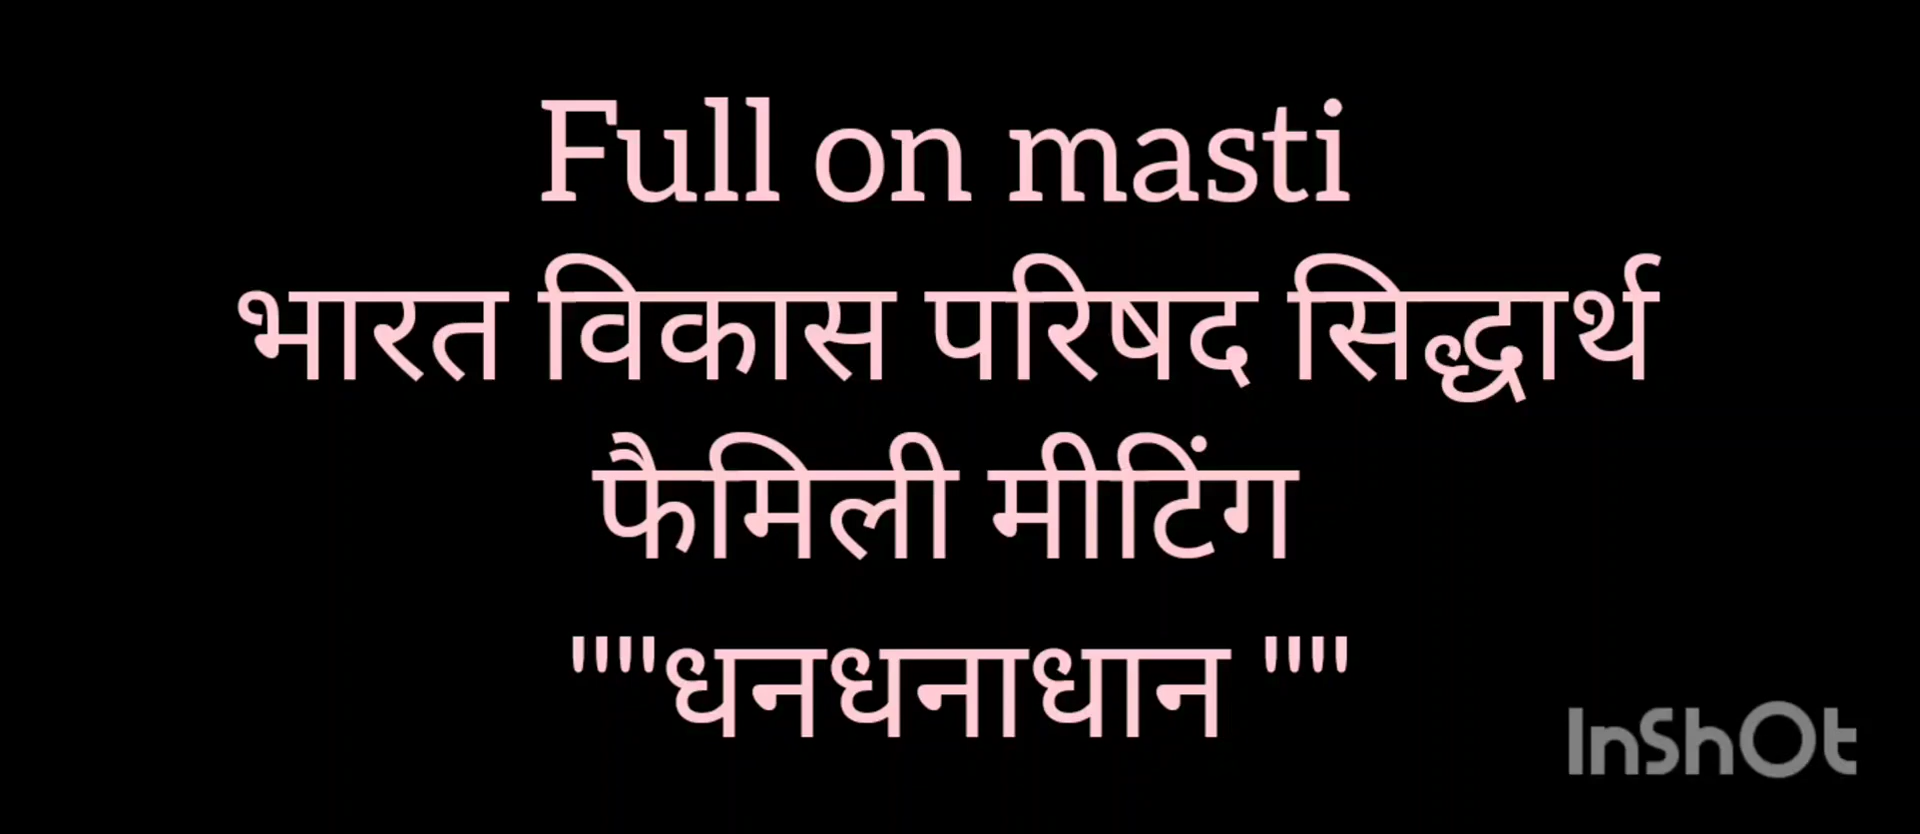 Full on masti
भारत विकास परिषद सिद्धार्थ
फैमिली मीटिंग
""धनधनाधान ""
InShOt